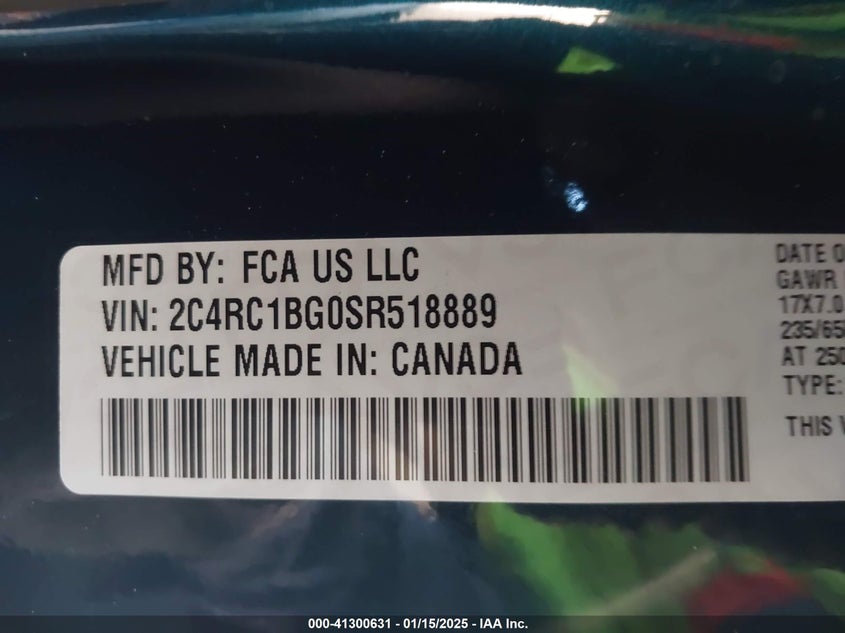 MFD BY: FCA US LLC
VIN: 2C4RC1BG0SR518889
VEHICLE MADE IN: CANADA
DATE O
GAWR
17X7.0
235/65
AT 250
TYPE:
THIS V
000-41300631 - 01/15/2025 - IAA Inc.